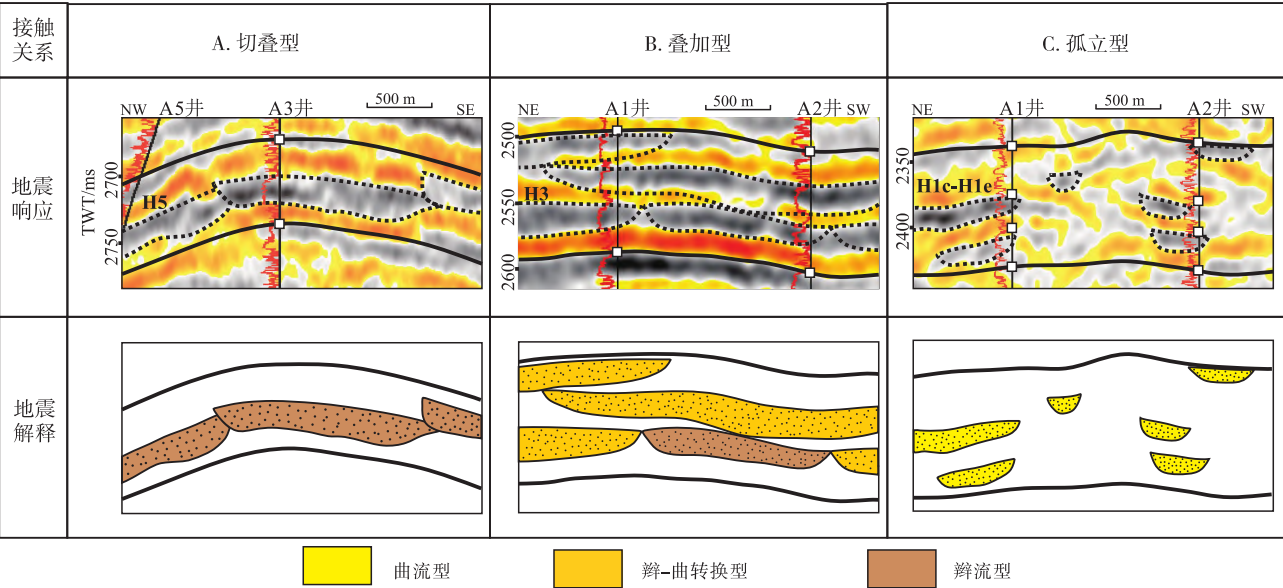 接触
关系
A. 切叠型
B. 叠加型
C. 孤立型
地震
响应
NW
A5井
A3井
500 m
SE
TWT/ms
2700
2750
H5
NE
A1井
500 m
A2井
SW
2500
2550
2600
H3
NE
A1井
500 m
A2井
SW
2350
2400
H1c-H1e
地震
解释
曲流型
辫-曲转换型
辫流型